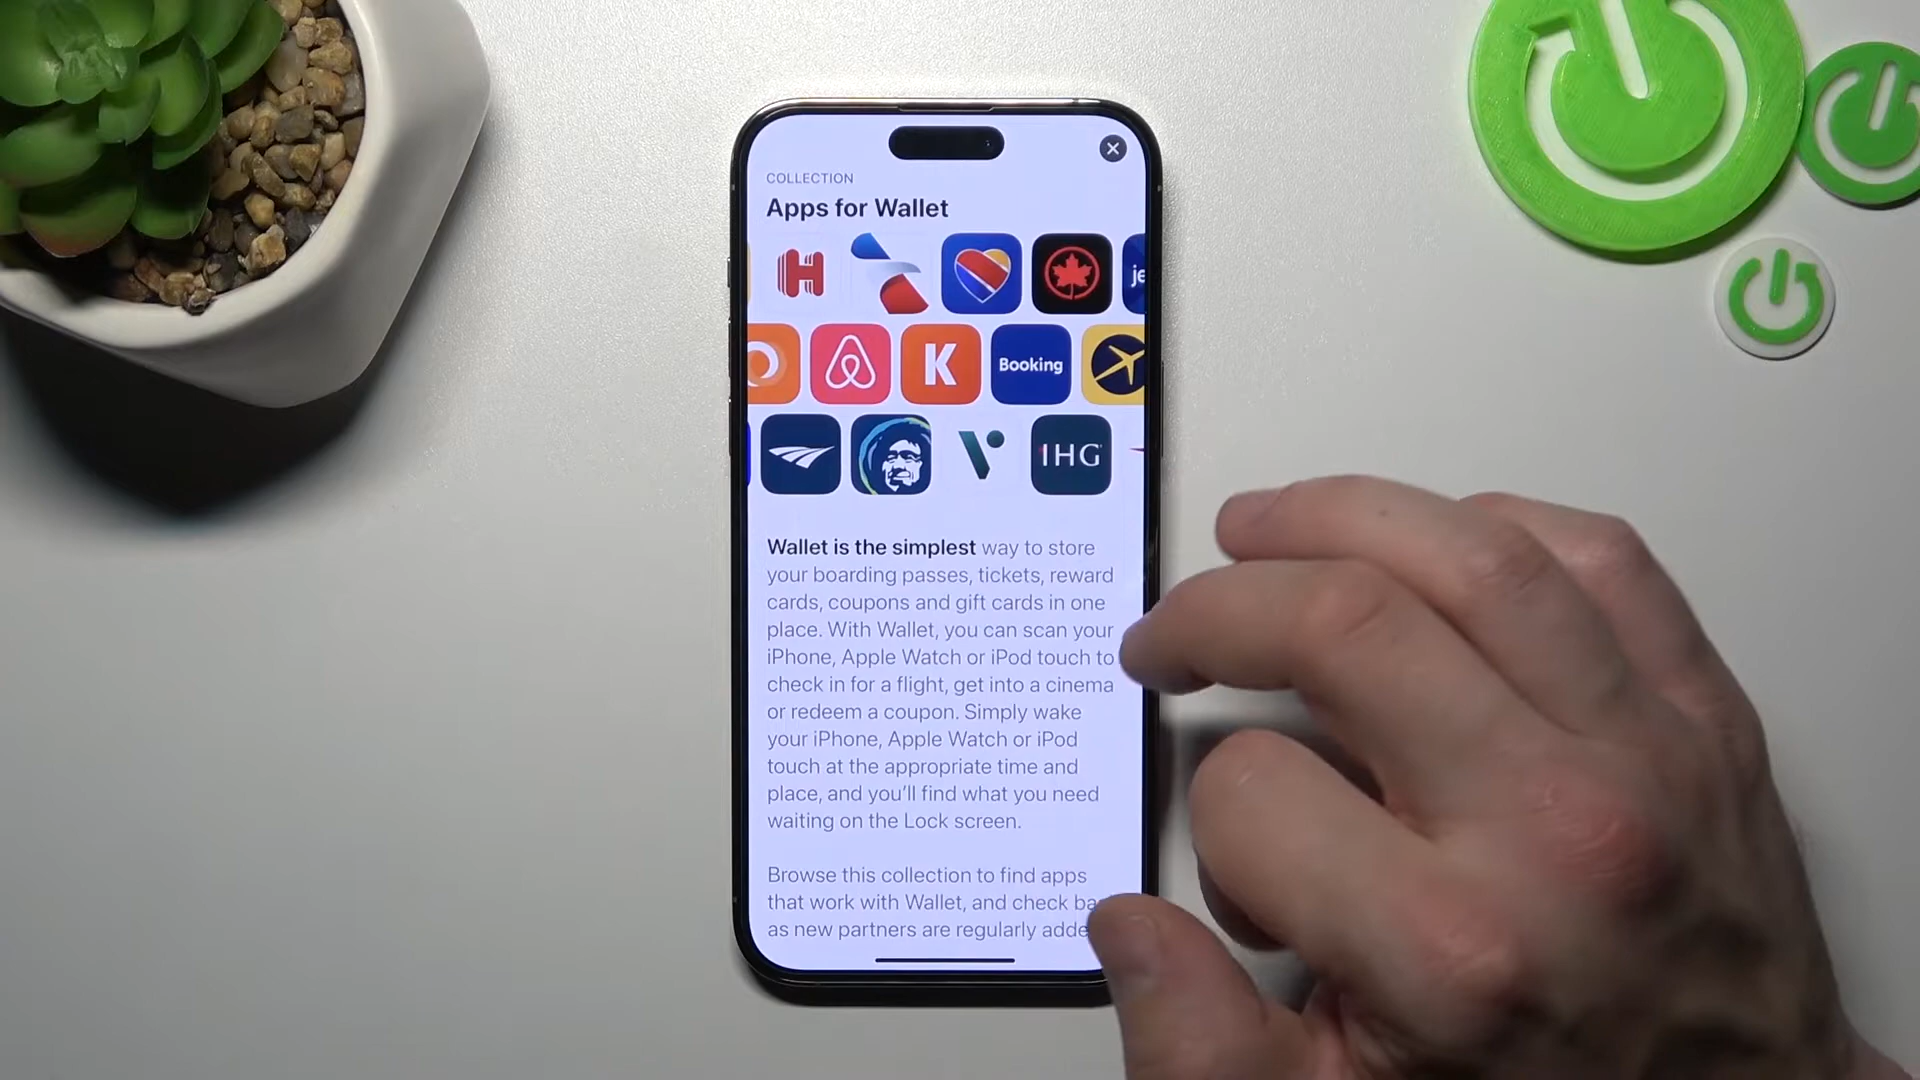 COLLECTION
Apps for Wallet
H
je
K
Booking
IHG
Wallet is the simplest way to store
your boarding passes, tickets, reward
cards, coupons and gift cards in one
place. With Wallet, you can scan your
iPhone, Apple Watch or iPod touch to
check in for a flight, get into a cinema
or redeem a coupon. Simply wake
your iPhone, Apple Watch or iPod
touch at the appropriate time and
place, and you'll find what you need
waiting on the Lock screen.
Browse this collection to find apps
that work with Wallet, and check
as new partners are regularly